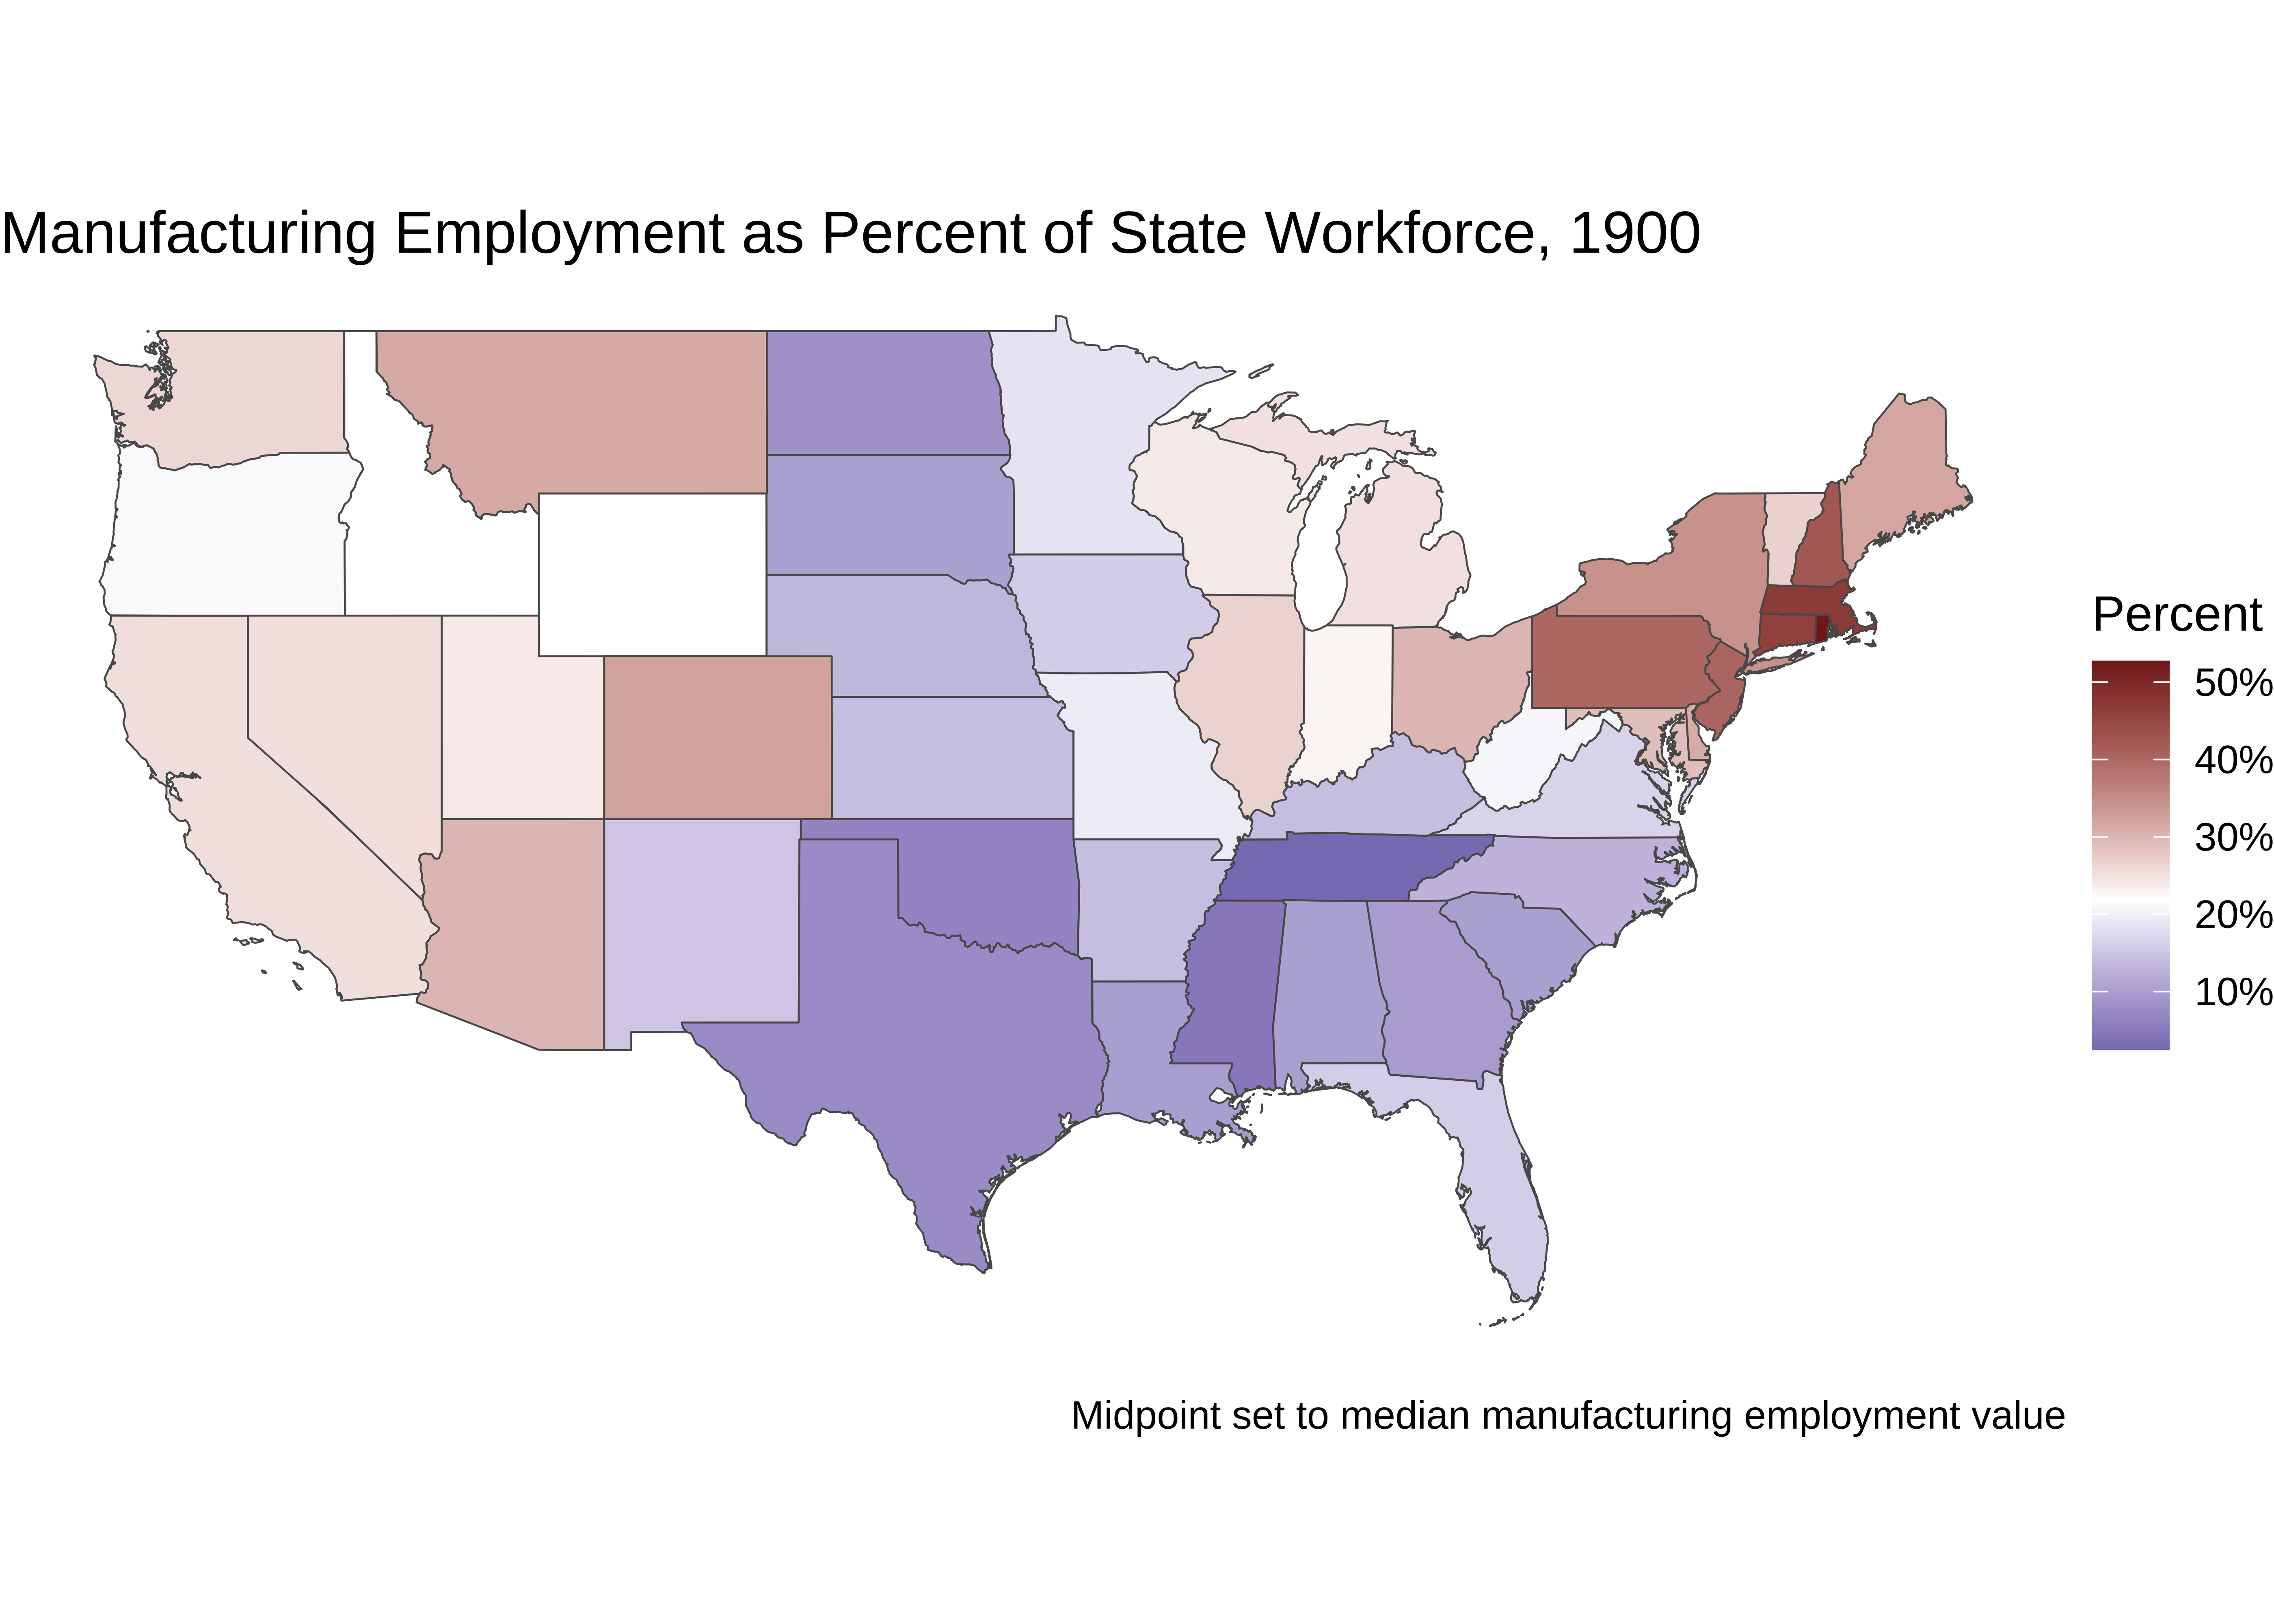 Manufacturing Employment as Percent of State Workforce, 1900
Percent
50%
40%
30%
20%
10%
Midpoint set to median manufacturing employment value